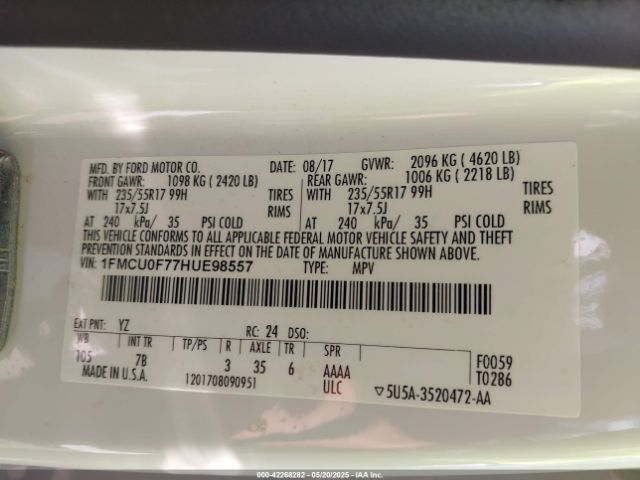 MFD. BY FORD MOTOR CO. DATE: 08/17 GVWR: 2096 KG ( 4620 LB)
FRONT GAWR: 1098 KG ( 2420 LB) REAR GAWR: 1006 KG ( 2218 LB)
WITH 235/55R17 99H TIRES WITH 235/55R17 99H TIRES
17x7.5J RIMS 17x7.5J RIMS
AT 240 kPa/ 35 PSI COLD AT 240 kPa/ 35 PSI COLD
THIS VEHICLE CONFORMS TO ALL APPLICABLE FEDERAL MOTOR VEHICLE SAFETY AND THEFT
PREVENTION STANDARDS IN EFFECT ON THE DATE OF MANUFACTURE SHOWN ABOVE.
VIN: 1FMCU0F77HUE98557 TYPE: MPV
EXT PNT: YZ RC: 24 DSO:
WB INT TR TP/PS R AXLE TR SPR F0059
105 7B 3 35 6 AAAA T0286
MADE IN U.S.A. 1201708090951 ULC ▽5U5A-3520472-AA
000-42268282 - 05/20/2025 - IAA Inc.